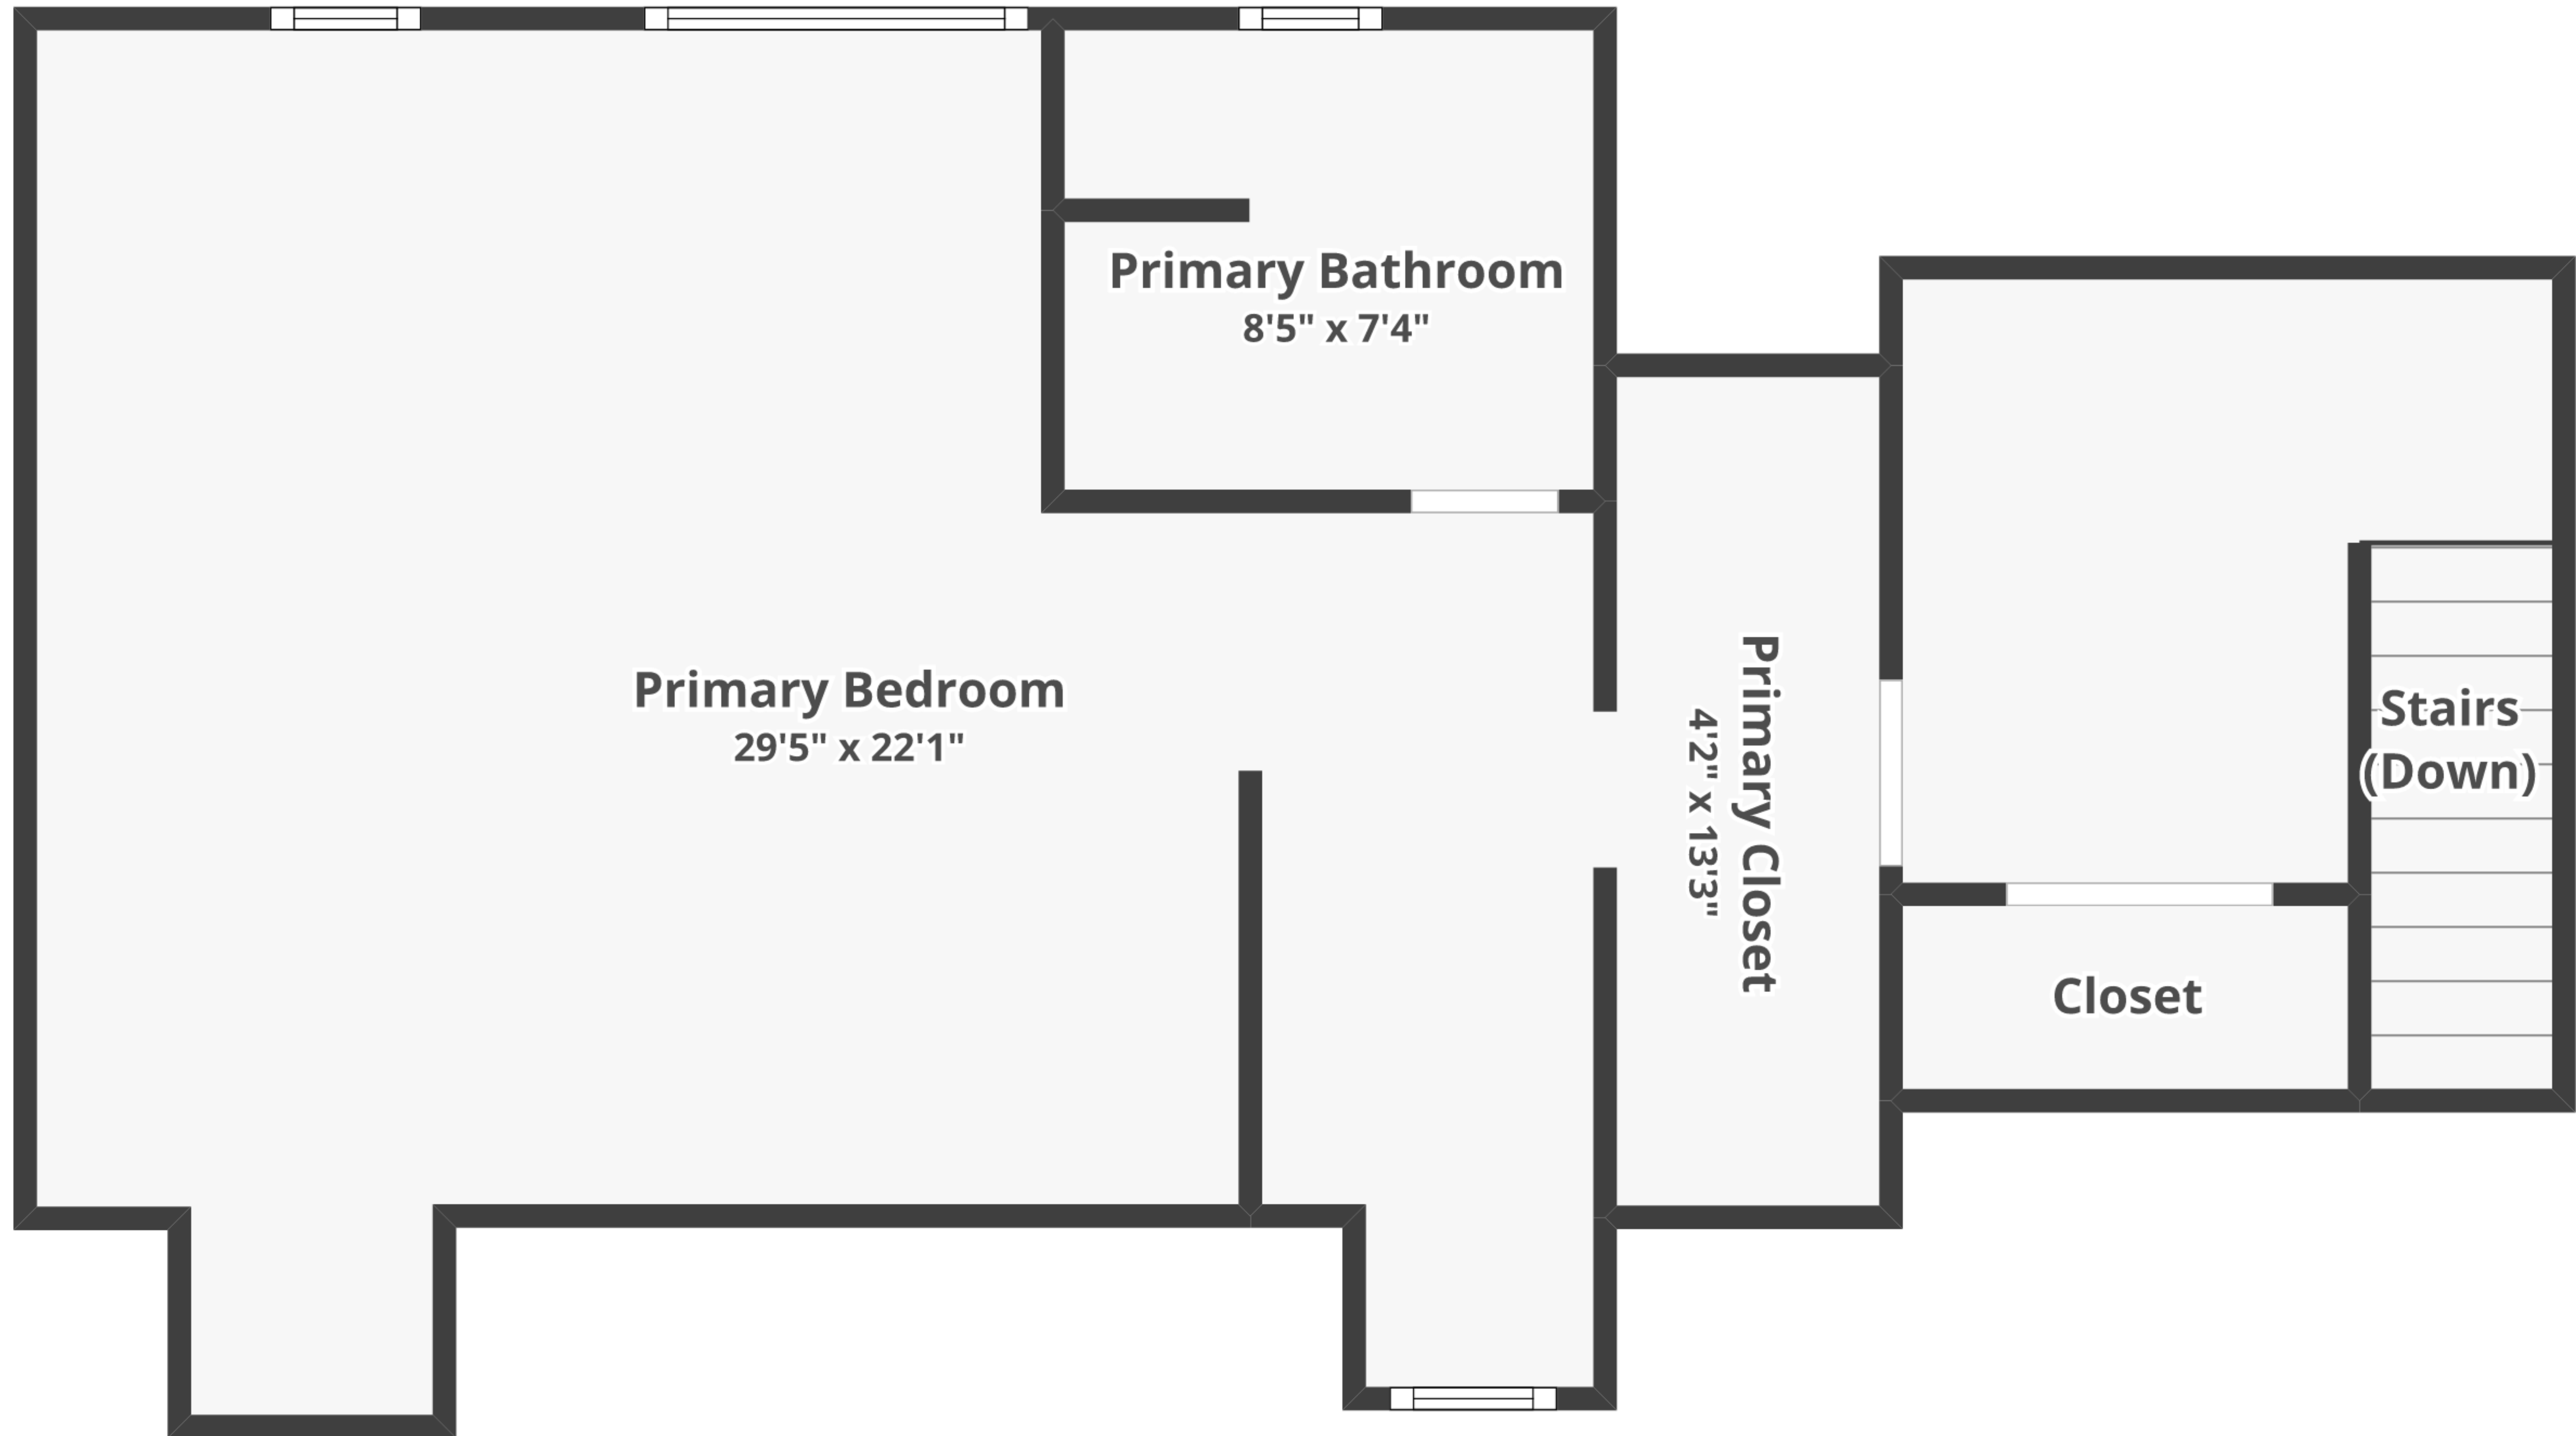 Primary Bathroom
8'5" x 7'4"
Primary Bedroom
29'5" x 22'1"
Primary Closet
4'2" x 13'3"
Stairs
(Down)
Closet